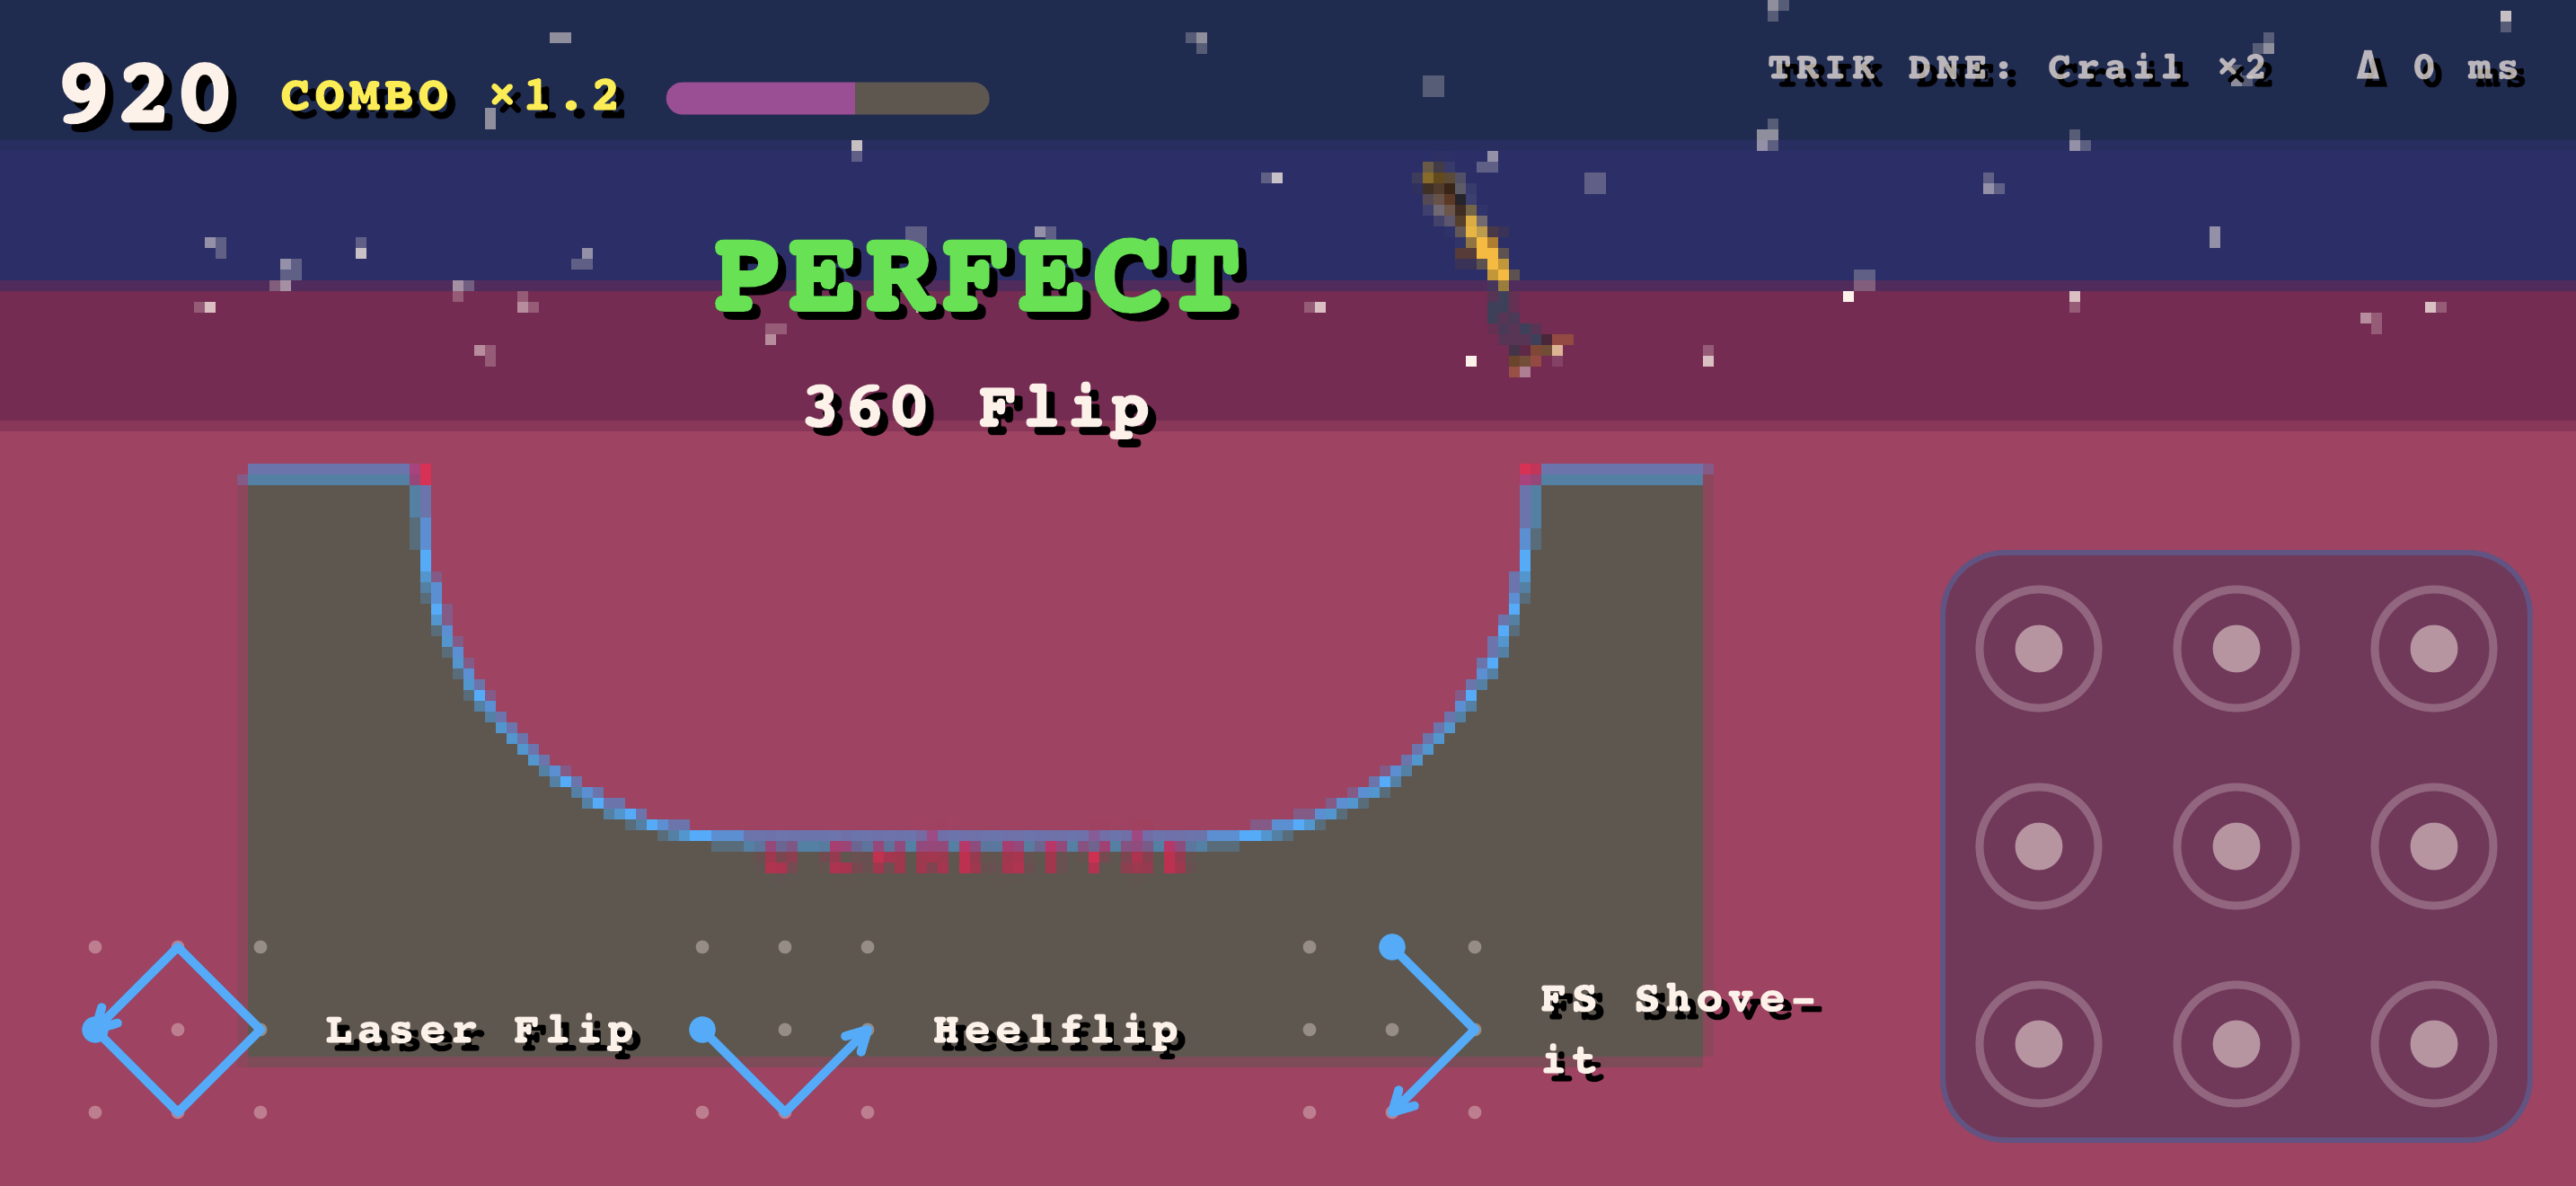 920 COMBO ×1.2
TRIK DNE: Crail ×2 Δ 0 ms
PERFECT
360 Flip
Laser Flip
Heelflip
FS Shove-
it